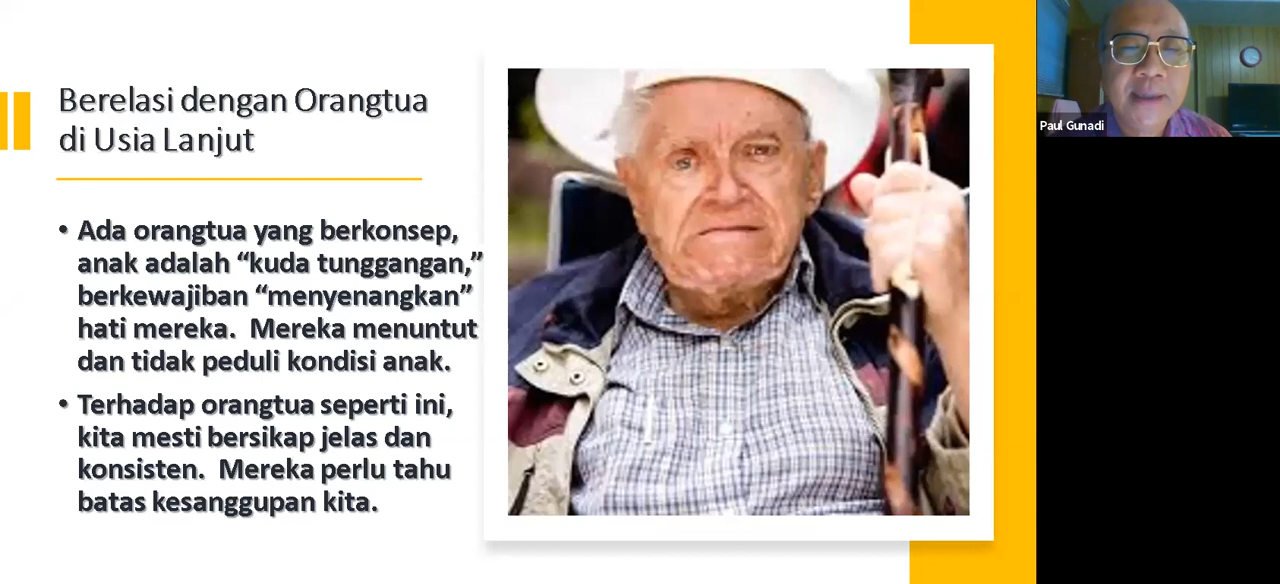 Berelasi dengan Orangtua
di Usia Lanjut
• Ada orangtua yang berkonsep,
anak adalah “kuda tunggangan,”
berkewajiban “menyenangkan”
hati mereka.  Mereka menuntut
dan tidak peduli kondisi anak.
• Terhadap orangtua seperti ini,
kita mesti bersikap jelas dan
konsisten.  Mereka perlu tahu
batas kesanggupan kita.
Paul Gunadi